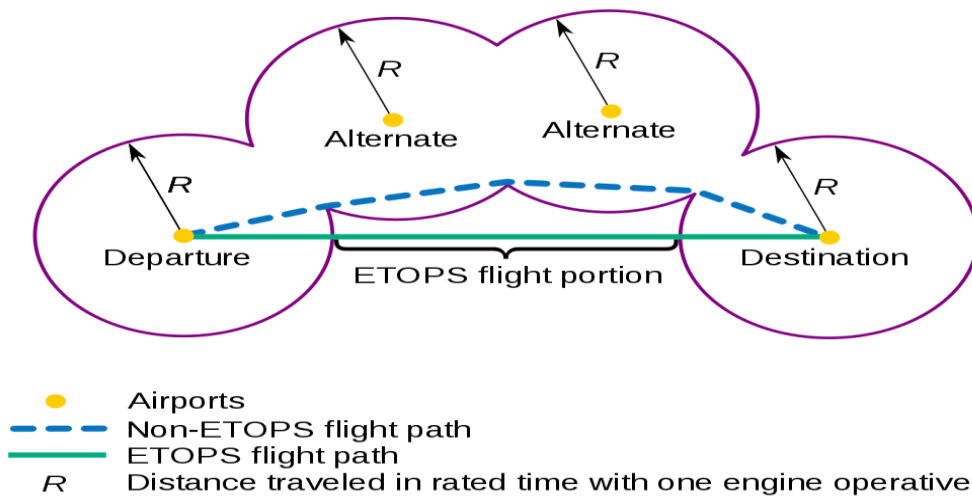 R
R
Alternate
Alternate
R
R
Departure
Destination
ETOPS flight portion
Airports
Non-ETOPS flight path
ETOPS flight path
R Distance traveled in rated time with one engine operative